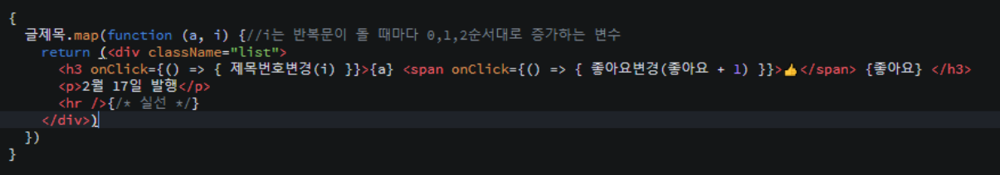 {
글제목.map(function (a, i) {//i는 반복문이 돌 때마다 0,1,2순서대로 증가하는 변수
return (<div className="list">
<h3 onClick={() => { 제목번호변경(i) }}>{a} <span onClick={() => { 좋아요변경(좋아요 + 1) }}>👍</span> {좋아요} </h3>
<p>2월 17일 발행</p>
<hr />{/* 실선 */}
</div>)
})
}